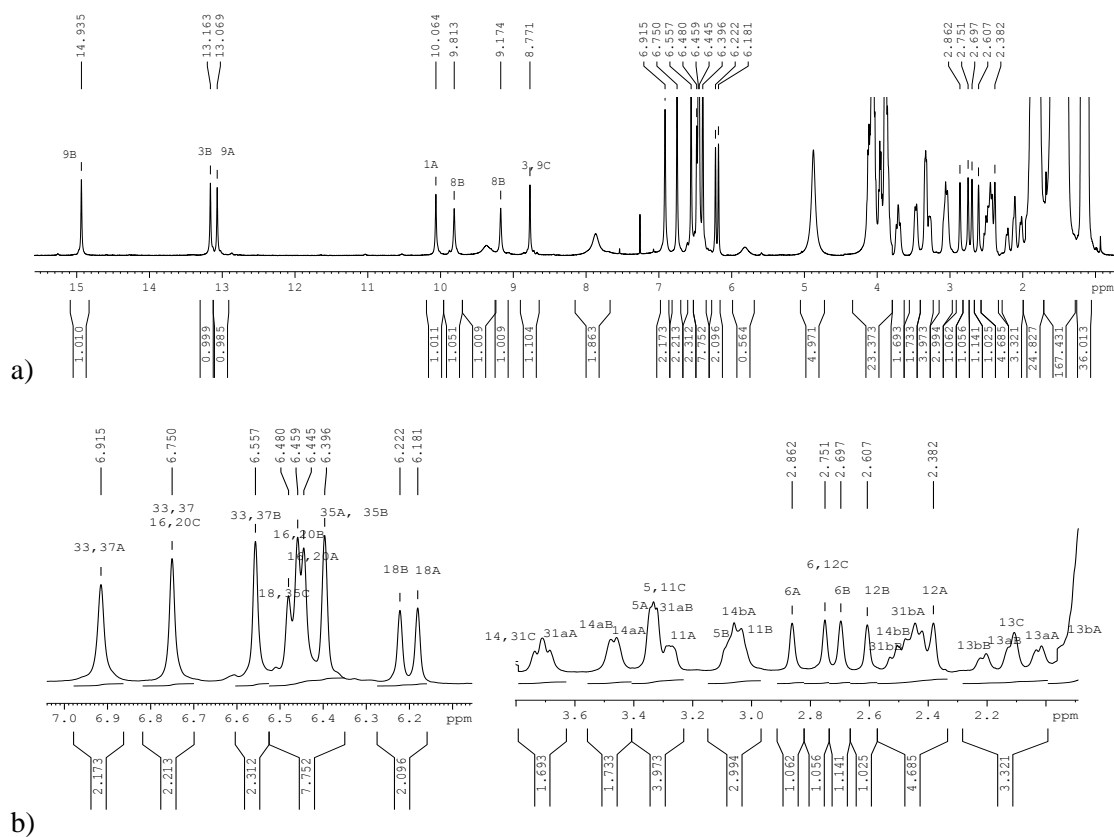 14.935 13.163 13.069 10.064 9.813 9.174 8.771 6.915 6.750 6.557 6.480 6.459 6.445 6.396 6.222 6.181 2.862 2.751 2.697 2.607 2.382
9B 3B 9A 1A 8B 8B 3,9C
15 14 13 12 11 10 9 8 7 6 5 4 3 2 ppm
1.010 0.999 0.985 1.011 1.051 1.009 1.009 1.104 1.863 2.173 2.213 2.312 7.752 2.096 0.564 4.971 23.373 1.693 1.733 3.973 2.994 1.062 1.056 1.141 1.025 4.685 3.321 24.827 167.431 36.013
a)
6.915 6.750 6.557 6.480 6.459 6.445 6.396 6.222 6.181 2.862 2.751 2.697 2.607 2.382
33,37A
33,37
16,20C
33,37B
18,35C
16,20B
16,20A
35A, 35B
18B 18A
14,31C
31aA
14aB
14aA
5,11C
5A
31aB
11A
5B
14bA
11B
6A
6,12C
6B
12B
31bB
14bB
31bA
12A
13bB
13aB
13C
13aA
13bA
7.0 6.9 6.8 6.7 6.6 6.5 6.4 6.3 6.2 ppm 3.6 3.4 3.2 3.0 2.8 2.6 2.4 2.2 ppm
2.173 2.213 2.312 7.752 2.096 1.693 1.733 3.973 2.994 1.062 1.056 1.141 1.025 4.685 3.321
b)